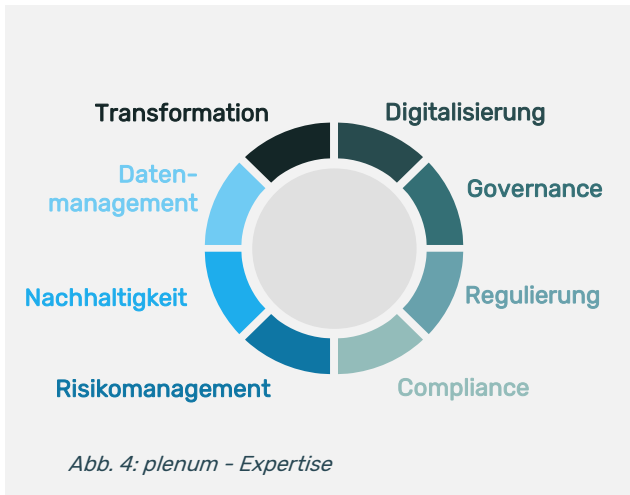 Transformation
Digitalisierung
Daten-
management
Governance
Nachhaltigkeit
Regulierung
Risikomanagement
Compliance
Abb. 4: plenum - Expertise